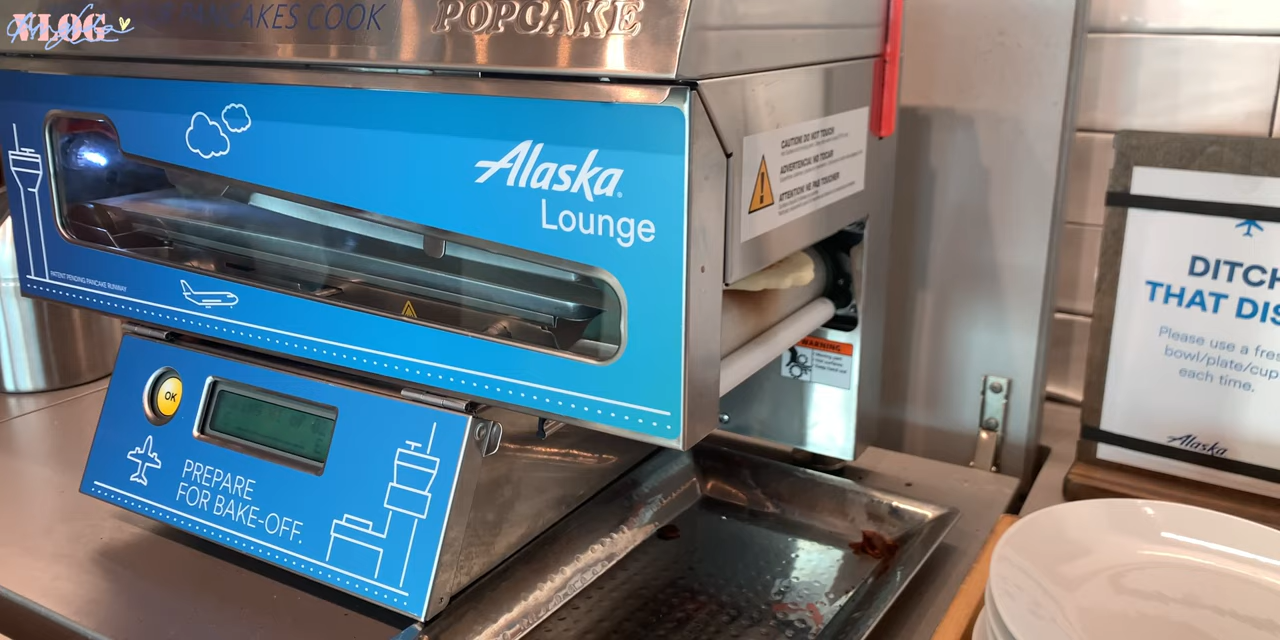 PANCAKES COOK
POPCAKE
VLOG
Alaska
Lounge
CAUTION: DO NOT TOUCH
ADVERTENCIA: NO TOCAR
ATTENTION: NE PAS TOUCHER
PATENT PENDING PANCAKE RUNWAY
WARNING
OK
PREPARE
FOR BAKE-OFF.
DITCH
THAT DIS
Please use a fres
bowl/plate/cup
each time.
Alaska